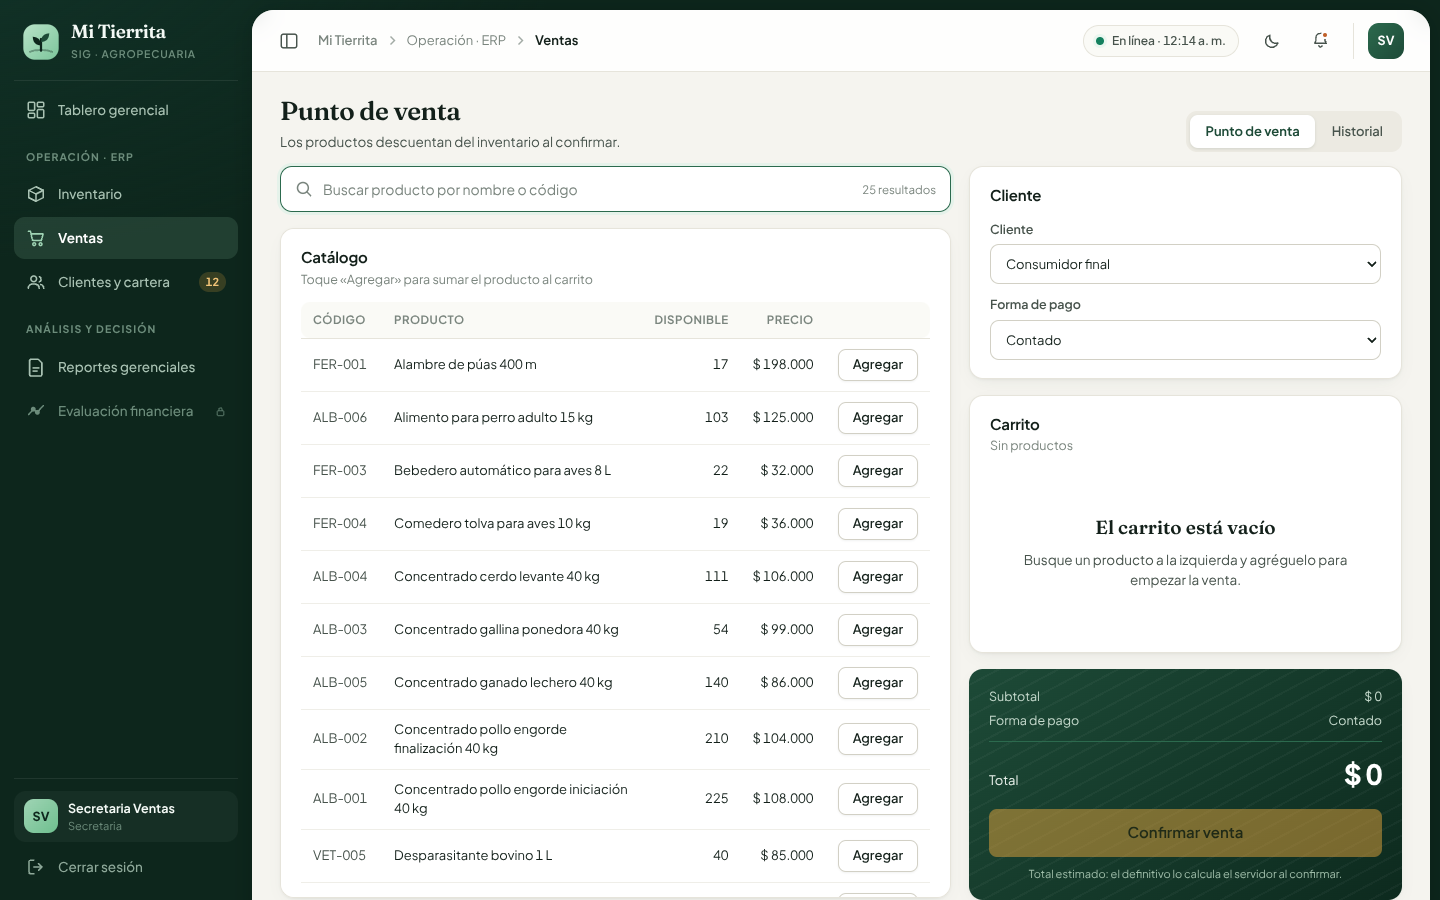 Mi Tierrita
SIG · AGROPECUARIA
Tablero gerencial
OPERACIÓN · ERP
Inventario
Ventas
Clientes y cartera 12
ANÁLISIS Y DECISIÓN
Reportes gerenciales
Evaluación financiera
SV Secretaria Ventas
Secretaria
Cerrar sesión
Mi Tierrita Operación · ERP Ventas
En línea · 12:14 a. m.
SV
Punto de venta
Los productos descuentan del inventario al confirmar.
Punto de venta Historial
Buscar producto por nombre o código 25 resultados
Catálogo
Toque «Agregar» para sumar el producto al carrito
CÓDIGO PRODUCTO DISPONIBLE PRECIO
FER-001 Alambre de púas 400 m 17 $ 198.000 Agregar
ALB-006 Alimento para perro adulto 15 kg 103 $ 125.000 Agregar
FER-003 Bebedero automático para aves 8 L 22 $ 32.000 Agregar
FER-004 Comedero tolva para aves 10 kg 19 $ 36.000 Agregar
ALB-004 Concentrado cerdo levante 40 kg 111 $ 106.000 Agregar
ALB-003 Concentrado gallina ponedora 40 kg 54 $ 99.000 Agregar
ALB-005 Concentrado ganado lechero 40 kg 140 $ 86.000 Agregar
ALB-002 Concentrado pollo engorde finalización 40 kg 210 $ 104.000 Agregar
ALB-001 Concentrado pollo engorde iniciación 40 kg 225 $ 108.000 Agregar
VET-005 Desparasitante bovino 1 L 40 $ 85.000 Agregar
Cliente
Cliente
Consumidor final
Forma de pago
Contado
Carrito
Sin productos
El carrito está vacío
Busque un producto a la izquierda y agréguelo para
empezar la venta.
Subtotal $ 0
Forma de pago Contado
Total $ 0
Confirmar venta
Total estimado: el definitivo lo calcula el servidor al confirmar.